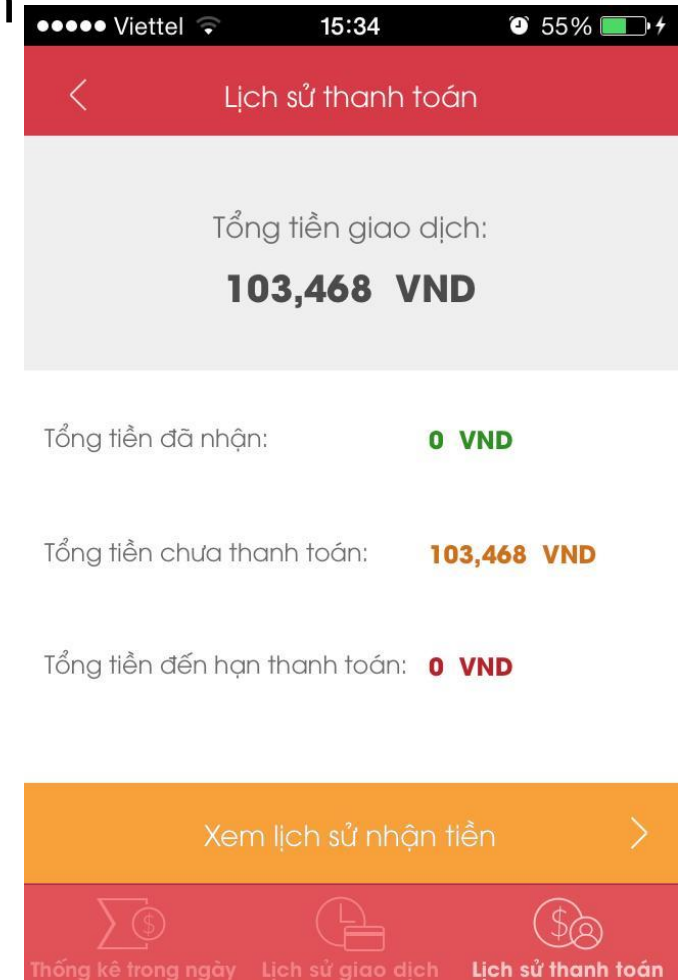 Viettel 15:34 55%
Lịch sử thanh toán
Tổng tiền giao dịch:
103,468 VND
Tổng tiền đã nhận: 0 VND
Tổng tiền chưa thanh toán: 103,468 VND
Tổng tiền đến hạn thanh toán: 0 VND
Xem lịch sử nhận tiền
Thống kê trong ngày Lịch sử giao dịch Lịch sử thanh toán